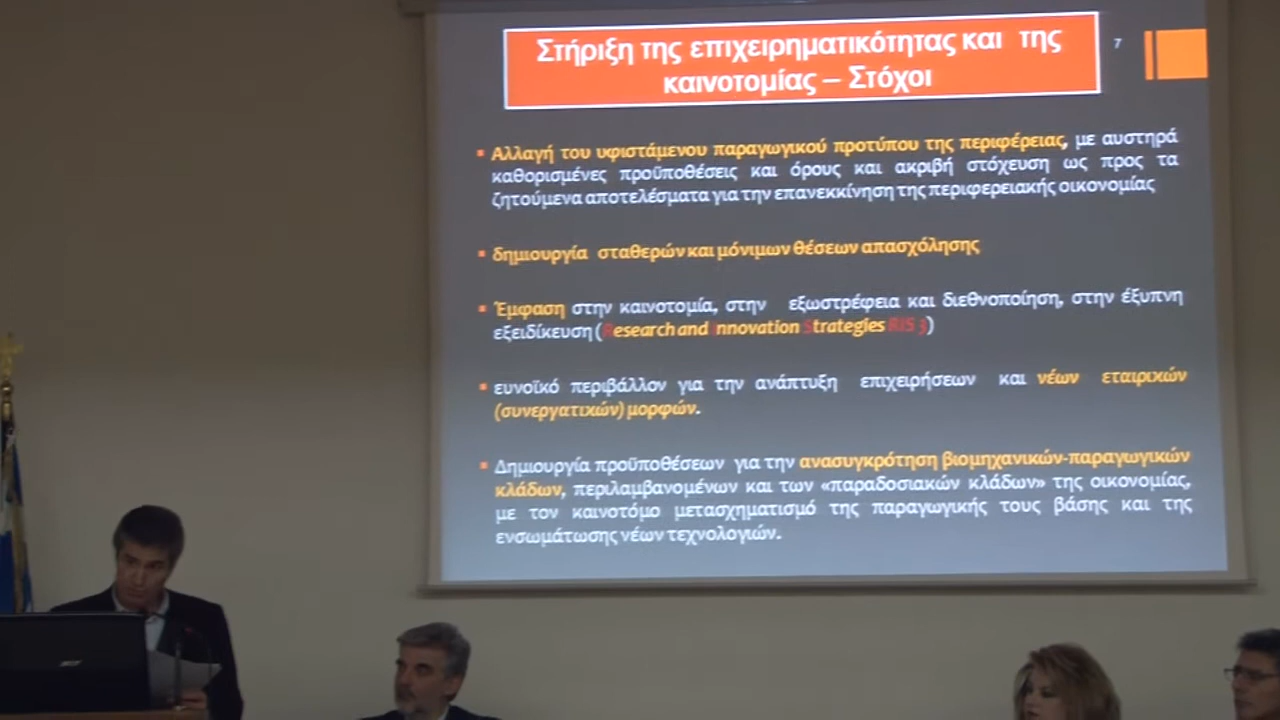 Στήριξη της επιχειρηματικότητας και της
καινοτομίας – Στόχοι
7
Αλλαγή του υφιστάμενου παραγωγικού προτύπου της περιφέρειας, με αυστηρά
καθορισμένες προϋποθέσεις και όρους και ακριβή στόχευση ως προς τα
ζητούμενα αποτελέσματα για την επανεκκίνηση της περιφερειακής οικονομίας
δημιουργία σταθερών και μόνιμων θέσεων απασχόλησης
Έμφαση στην καινοτομία, στην εξωστρέφεια και διεθνοποίηση, στην έξυπνη
εξειδίκευση (Research and Innovation Strategies RIS 3)
ευνοϊκό περιβάλλον για την ανάπτυξη επιχειρήσεων και νέων εταιρικών
(συνεργατικών) μορφών.
Δημιουργία προϋποθέσεων για την ανασυγκρότηση βιομηχανικών-παραγωγικών
κλάδων, περιλαμβανομένων και των «παραδοσιακών κλάδων» της οικονομίας,
με τον καινοτόμο μετασχηματισμό της παραγωγικής τους βάσης και της
ενσωμάτωσης νέων τεχνολογιών.